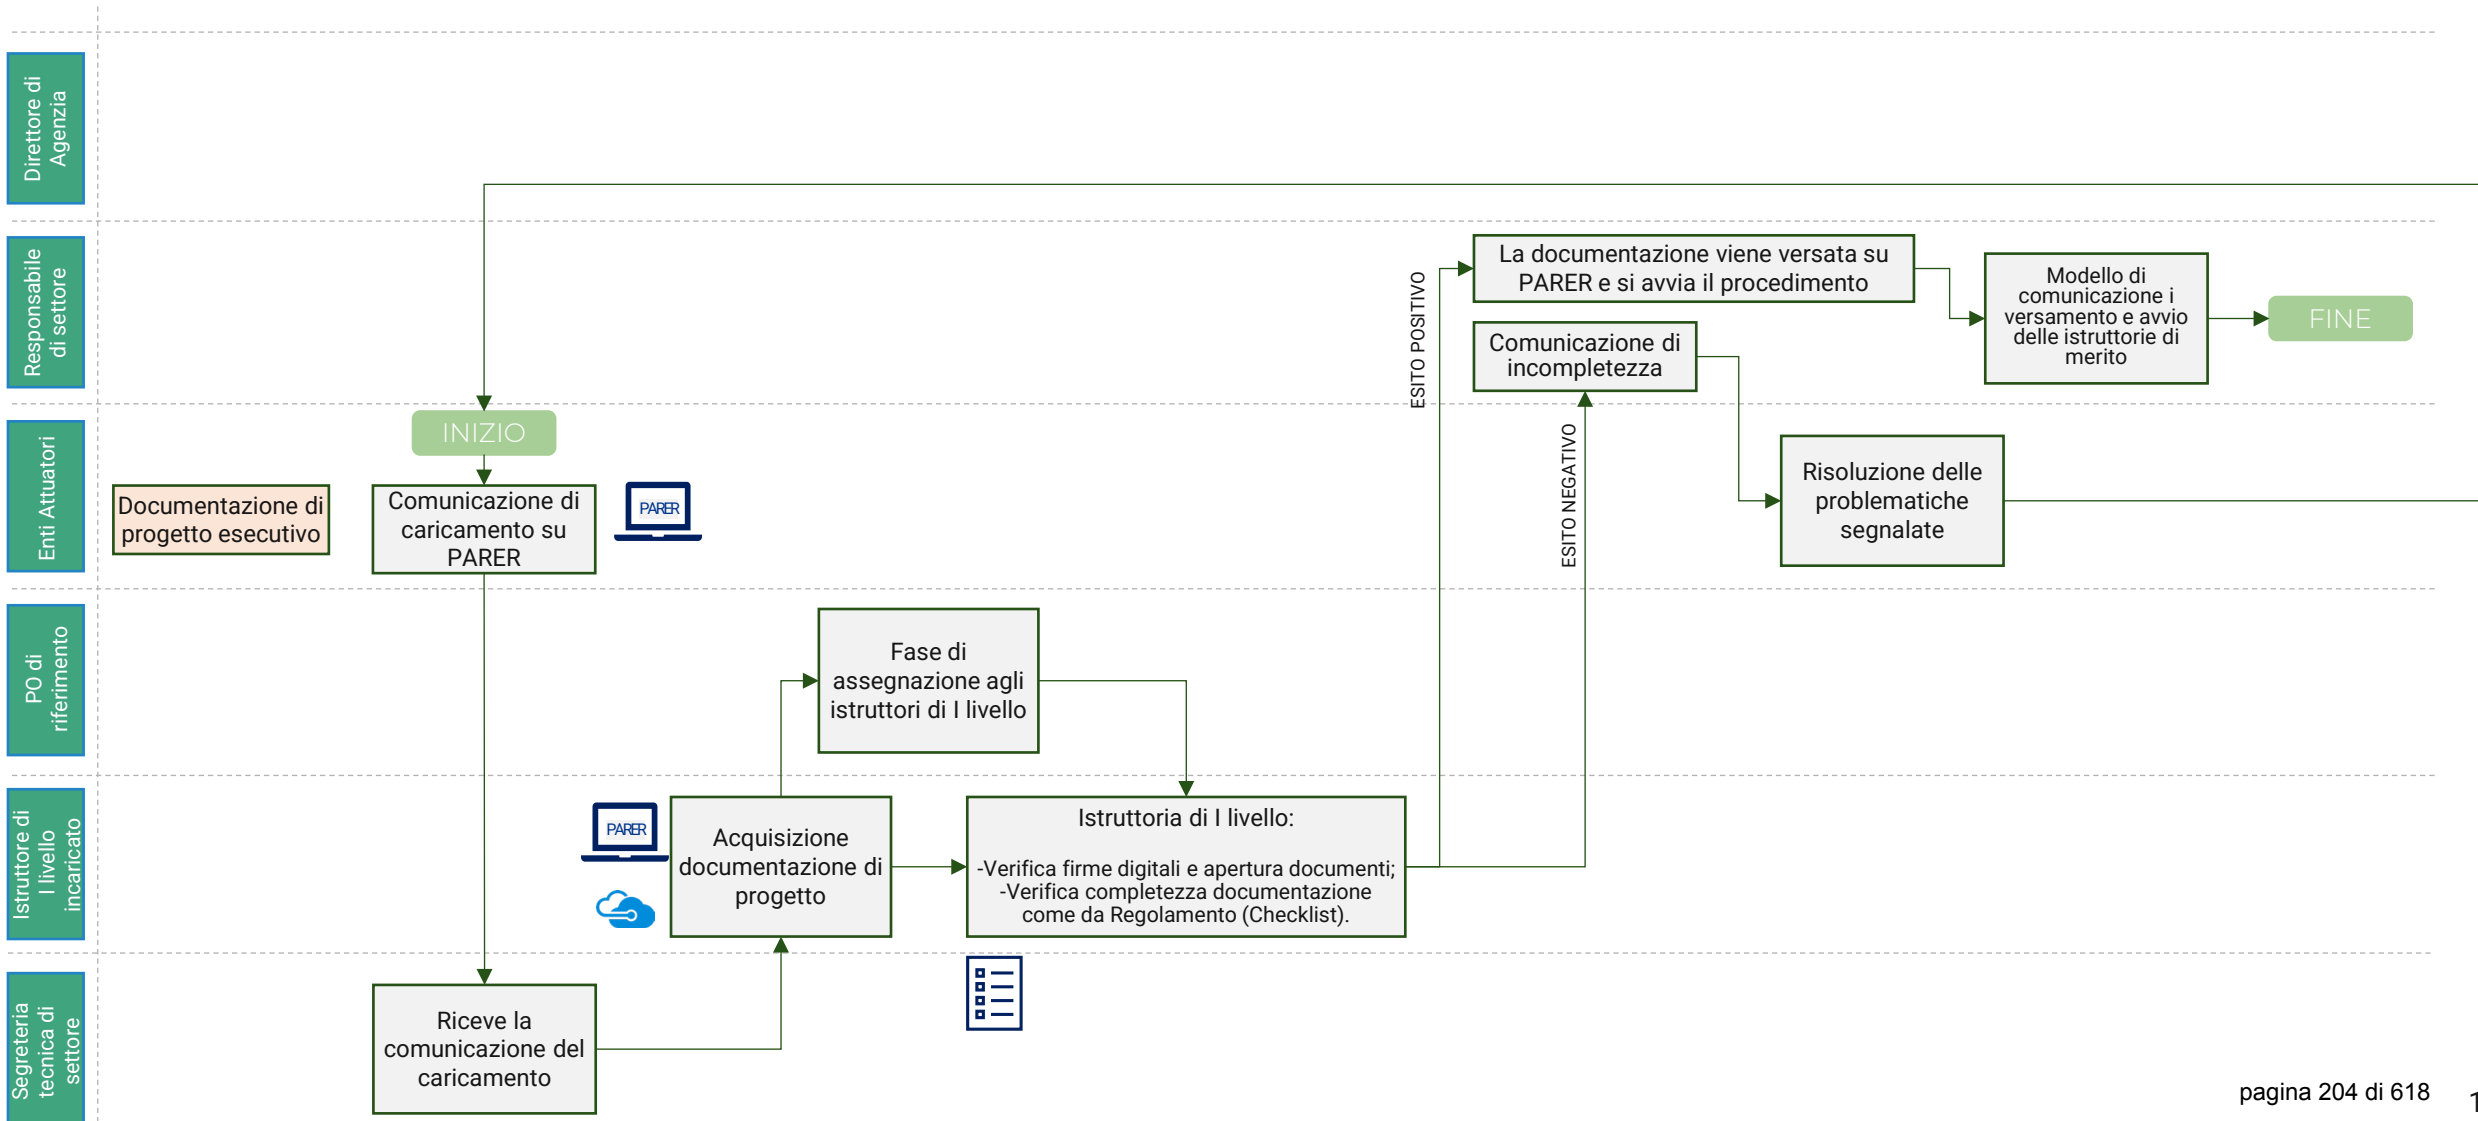 Direttore di
Agenzia
Responsabile
di settore
La documentazione viene versata su
PARER e si avvia il procedimento
Modello di
comunicazione i
versamento e avvio
delle istruttorie di
merito
FINE
ESITO POSITIVO
Comunicazione di
incompletezza
Enti Attuatori
INIZIO
Documentazione di
progetto esecutivo
Comunicazione di
caricamento su
PARER
PARER
ESITO NEGATIVO
Risoluzione delle
problematiche
segnalate
PO di
riferimento
Fase di
assegnazione agli
istruttori di I livello
Istruttore di
I livello
incaricato
PARER
Acquisizione
documentazione di
progetto
Istruttoria di I livello:
-Verifica firme digitali e apertura documenti;
-Verifica completezza documentazione
come da Regolamento (Checklist).
Segreteria
tecnica di
settore
Riceve la
comunicazione del
caricamento
pagina 204 di 618
1